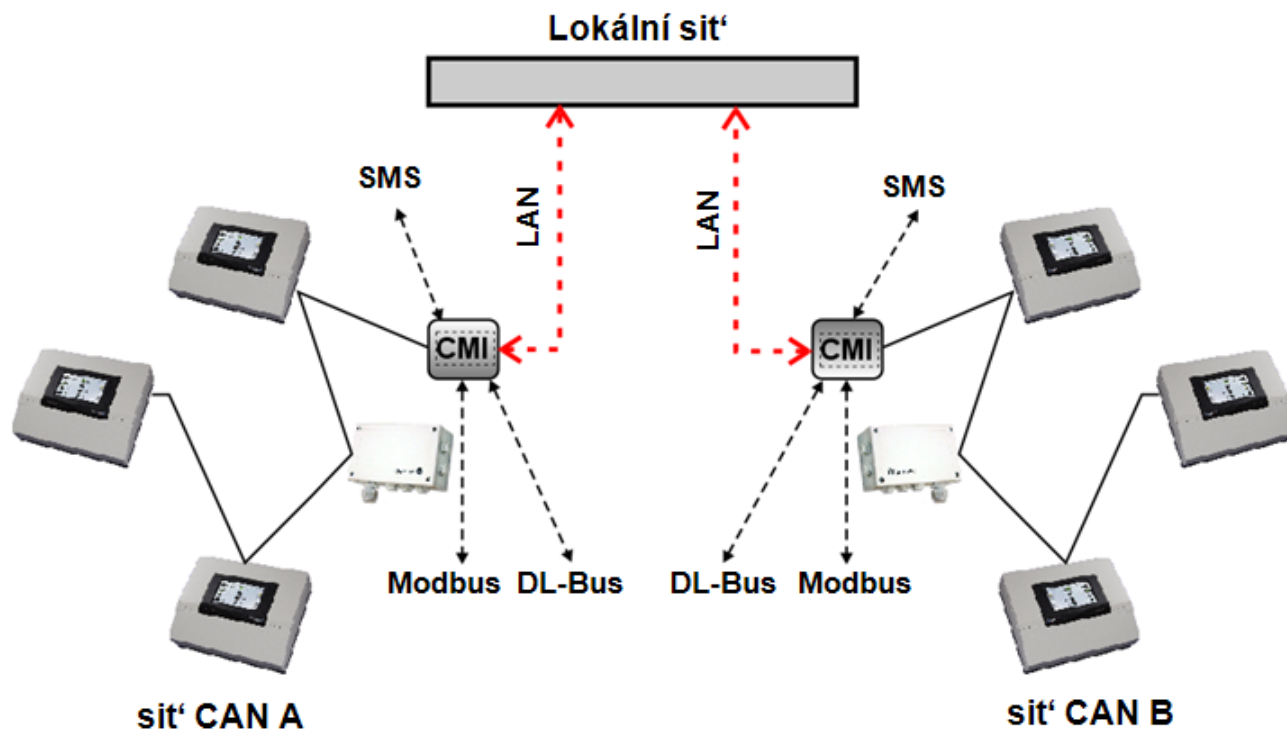 Lokální sit‘
SMS
LAN
LAN
SMS
CMI
CMI
Modbus
DL-Bus
DL-Bus
Modbus
sit‘ CAN A
sit‘ CAN B